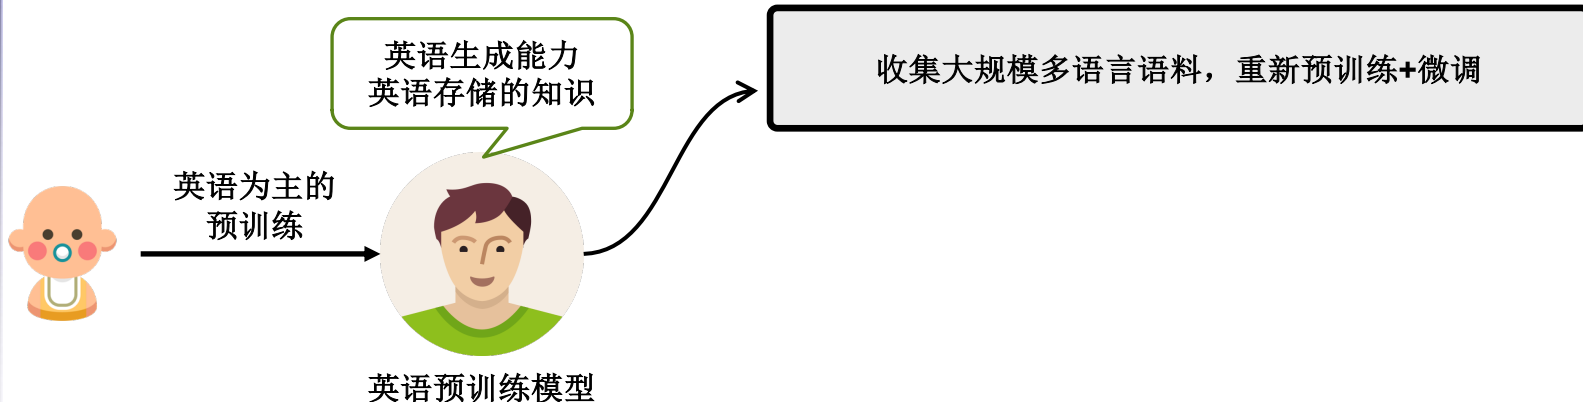 英语生成能力
英语存储的知识
收集大规模多语言语料，重新预训练+微调
英语为主的
预训练
英语预训练模型